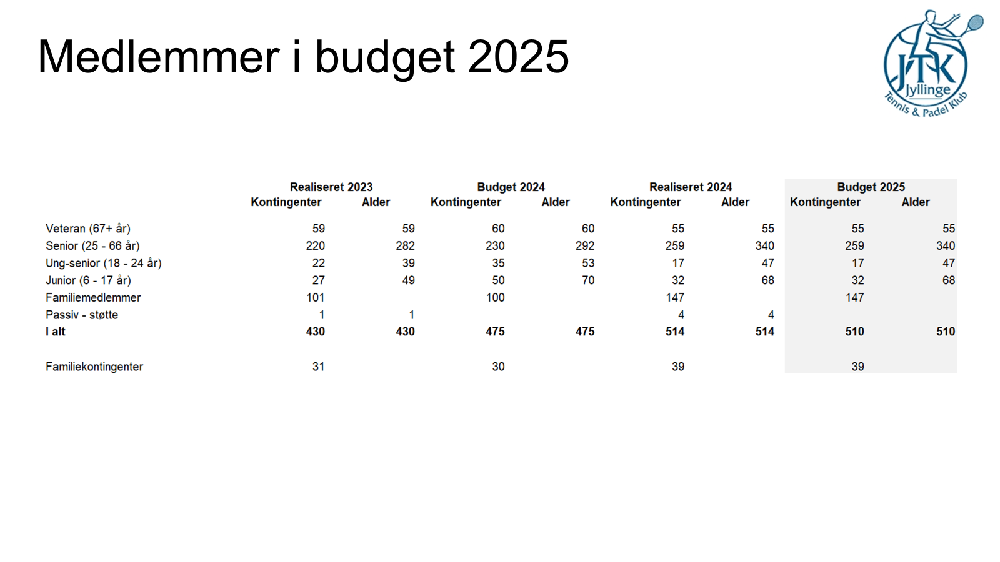 Medlemmer i budget 2025
JTK
Jyllinge
Tennis & Padel Klub
Realiseret 2023 Budget 2024 Realiseret 2024 Budget 2025
Kontingenter Alder Kontingenter Alder Kontingenter Alder Kontingenter Alder
Veteran (67+ år) 59 59 60 60 55 55 55 55
Senior (25 - 66 år) 220 282 230 292 259 340 259 340
Ung-senior (18 - 24 år) 22 39 35 53 17 47 17 47
Junior (6 - 17 år) 27 49 50 70 32 68 32 68
Familiemedlemmer 101 100 147 147
Passiv - støtte 1 1 4 4
I alt 430 430 475 475 514 514 510 510
Familiekontingenter 31 30 39 39